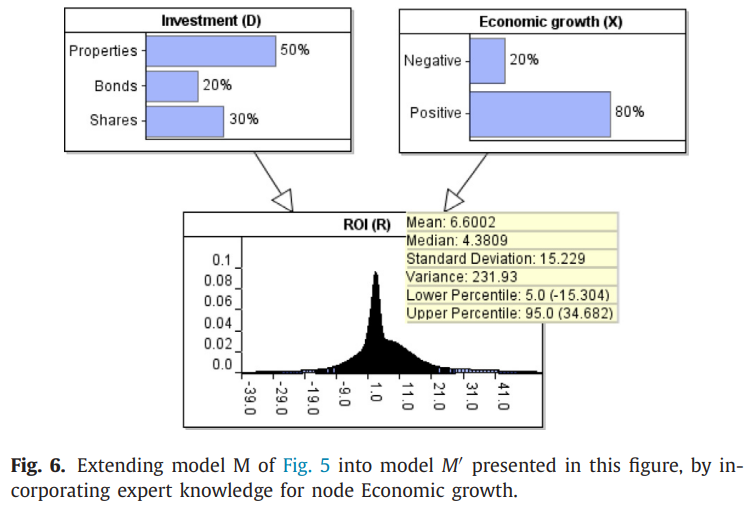 Investment (D)
Properties 50%
Bonds 20%
Shares 30%
Economic growth (X)
Negative 20%
Positive 80%
ROI (R)
Mean: 6.6002
Median: 4.3809
Standard Deviation: 15.229
Variance: 231.93
Lower Percentile: 5.0 (-15.304)
Upper Percentile: 95.0 (34.682)
0.1
0.08
0.06
0.04
0.02
0.0
-39.0
-29.0
-19.0
-9.0
1.0
11.0
21.0
31.0
41.0
Fig. 6. Extending model M of Fig. 5 into model M′ presented in this figure, by in-
corporating expert knowledge for node Economic growth.